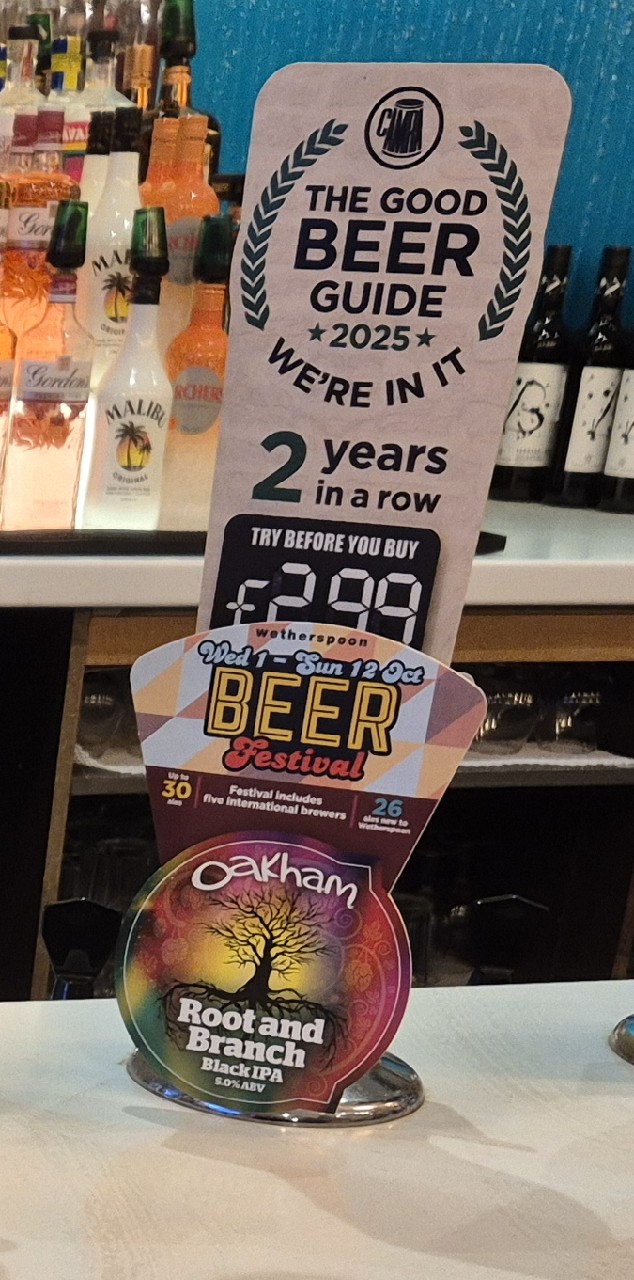 CAMRA
THE GOOD
BEER
GUIDE
★2025★
WE'RE IN IT
2 years
in a row
TRY BEFORE YOU BUY
£2.99
wetherspoon
Wed 1 - Sun 12 Oct
BEER
Festival
Up to
30
ales
Festival includes
five international brewers
26
ales new to
Wetherspoon
Oakham
Root and
Branch
Black IPA
5.0% ABV
Gordon's
MALIBU
ORIGINAL
MALIBU
ORIGINAL